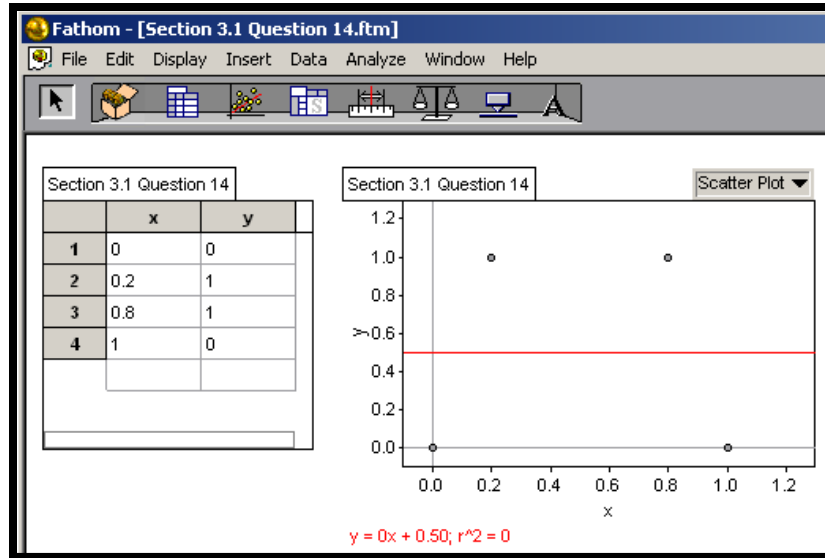 Fathom - [Section 3.1 Question 14.ftm]
File Edit Display Insert Data Analyze Window Help
S
Section 3.1 Question 14
x y
1 0 0
2 0.2 1
3 0.8 1
4 1 0
Section 3.1 Question 14
Scatter Plot
1.2
1.0
0.8
0.6
0.4
0.2
0.0
y
0.0 0.2 0.4 0.6 0.8 1.0 1.2
x
y = 0x + 0.50; r^2 = 0